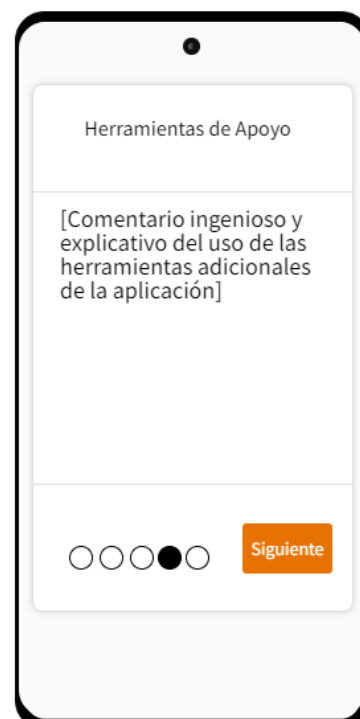 Herramientas de Apoyo
[Comentario ingenioso y
explicativo del uso de las
herramientas adicionales
de la aplicación]
Siguiente